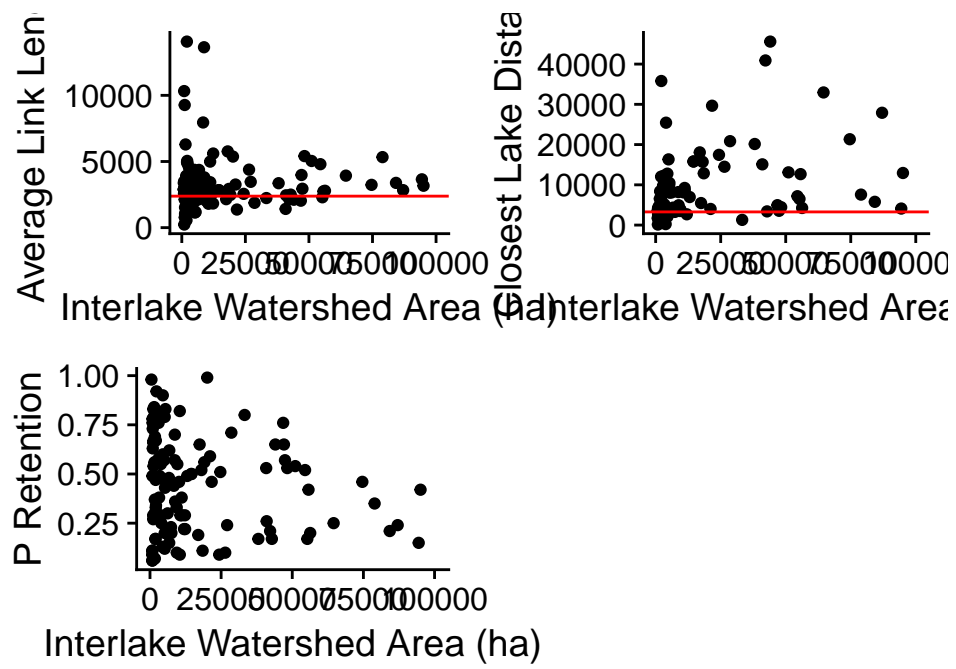 Average Link Len
10000
5000
0
0 25000 50000 75000 100000
Interlake Watershed Area (ha)
Closest Lake Dista
40000
30000
20000
10000
0
0 25000 50000 75000 10000
Interlake Watershed Area
P Retention
1.00
0.75
0.50
0.25
0 25000 50000 75000 100000
Interlake Watershed Area (ha)